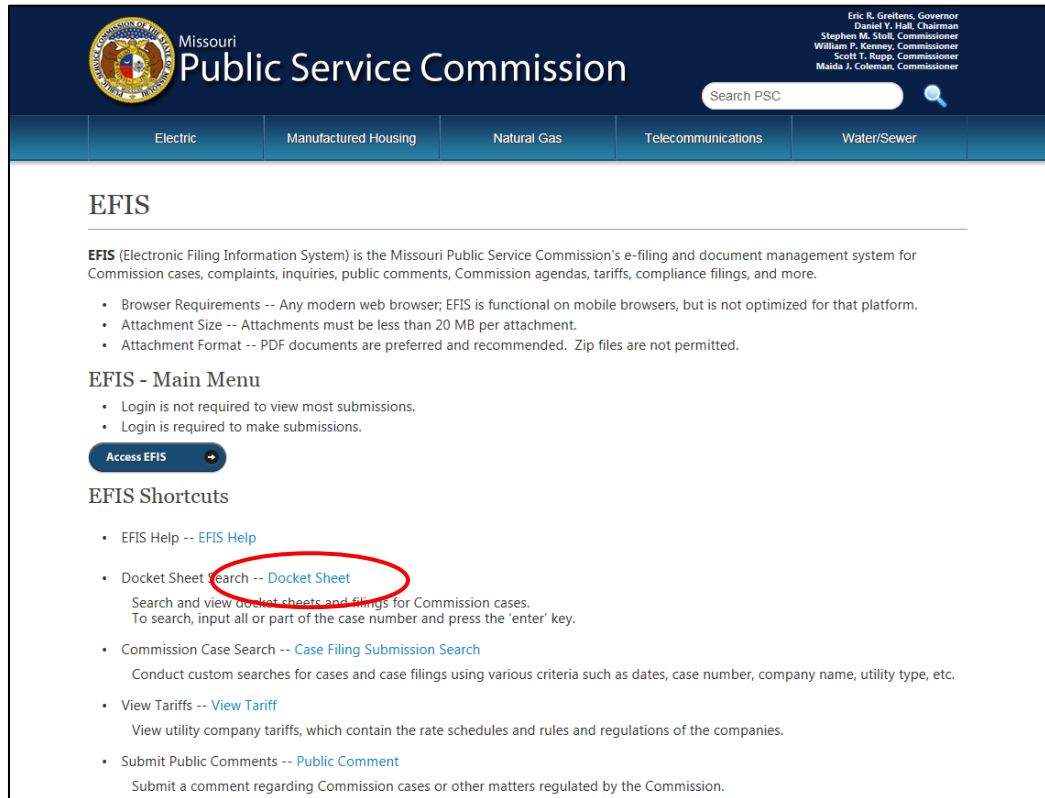 Eric R. Greitens, Governor
Daniel Y. Hall, Chairman
Stephen M. Stoll, Commissioner
William P. Kenney, Commissioner
Scott T. Rupp, Commissioner
Maida J. Coleman, Commissioner
Missouri
Public Service Commission
Search PSC
Electric
Manufactured Housing
Natural Gas
Telecommunications
Water/Sewer
EFIS
EFIS (Electronic Filing Information System) is the Missouri Public Service Commission's e-filing and document management system for
Commission cases, complaints, inquiries, public comments, Commission agendas, tariffs, compliance filings, and more.
• Browser Requirements -- Any modern web browser; EFIS is functional on mobile browsers, but is not optimized for that platform.
• Attachment Size -- Attachments must be less than 20 MB per attachment.
• Attachment Format -- PDF documents are preferred and recommended.  Zip files are not permitted.
EFIS - Main Menu
• Login is not required to view most submissions.
• Login is required to make submissions.
Access EFIS
EFIS Shortcuts
• EFIS Help -- EFIS Help
• Docket Sheet Search -- Docket Sheet
Search and view docket sheets and filings for Commission cases.
To search, input all or part of the case number and press the 'enter' key.
• Commission Case Search -- Case Filing Submission Search
Conduct custom searches for cases and case filings using various criteria such as dates, case number, company name, utility type, etc.
• View Tariffs -- View Tariff
View utility company tariffs, which contain the rate schedules and rules and regulations of the companies.
• Submit Public Comments -- Public Comment
Submit a comment regarding Commission cases or other matters regulated by the Commission.